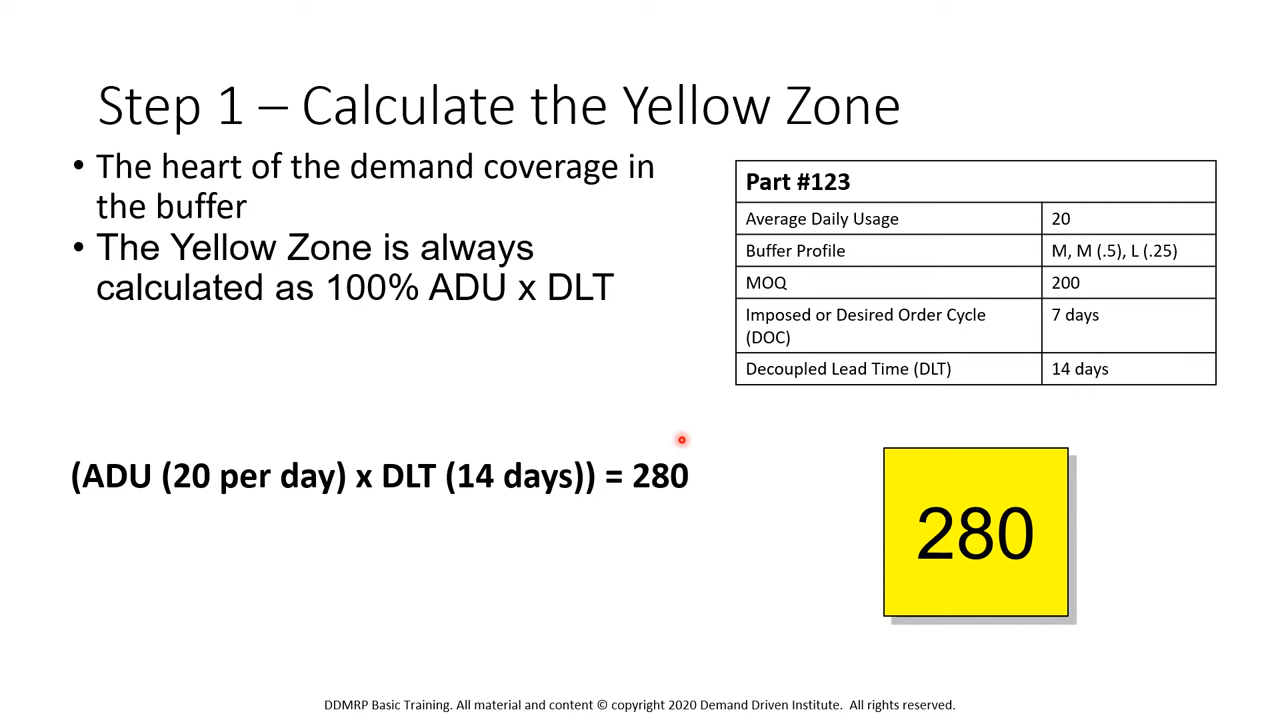 Step 1 – Calculate the Yellow Zone
• The heart of the demand coverage in
the buffer
• The Yellow Zone is always
calculated as 100% ADU x DLT
Part #123
Average Daily Usage 20
Buffer Profile M, M (.5), L (.25)
MOQ 200
Imposed or Desired Order Cycle 7 days
(DOC)
Decoupled Lead Time (DLT) 14 days
(ADU (20 per day) x DLT (14 days)) = 280
280
DDMRP Basic Training. All material and content © copyright 2020 Demand Driven Institute. All rights reserved.